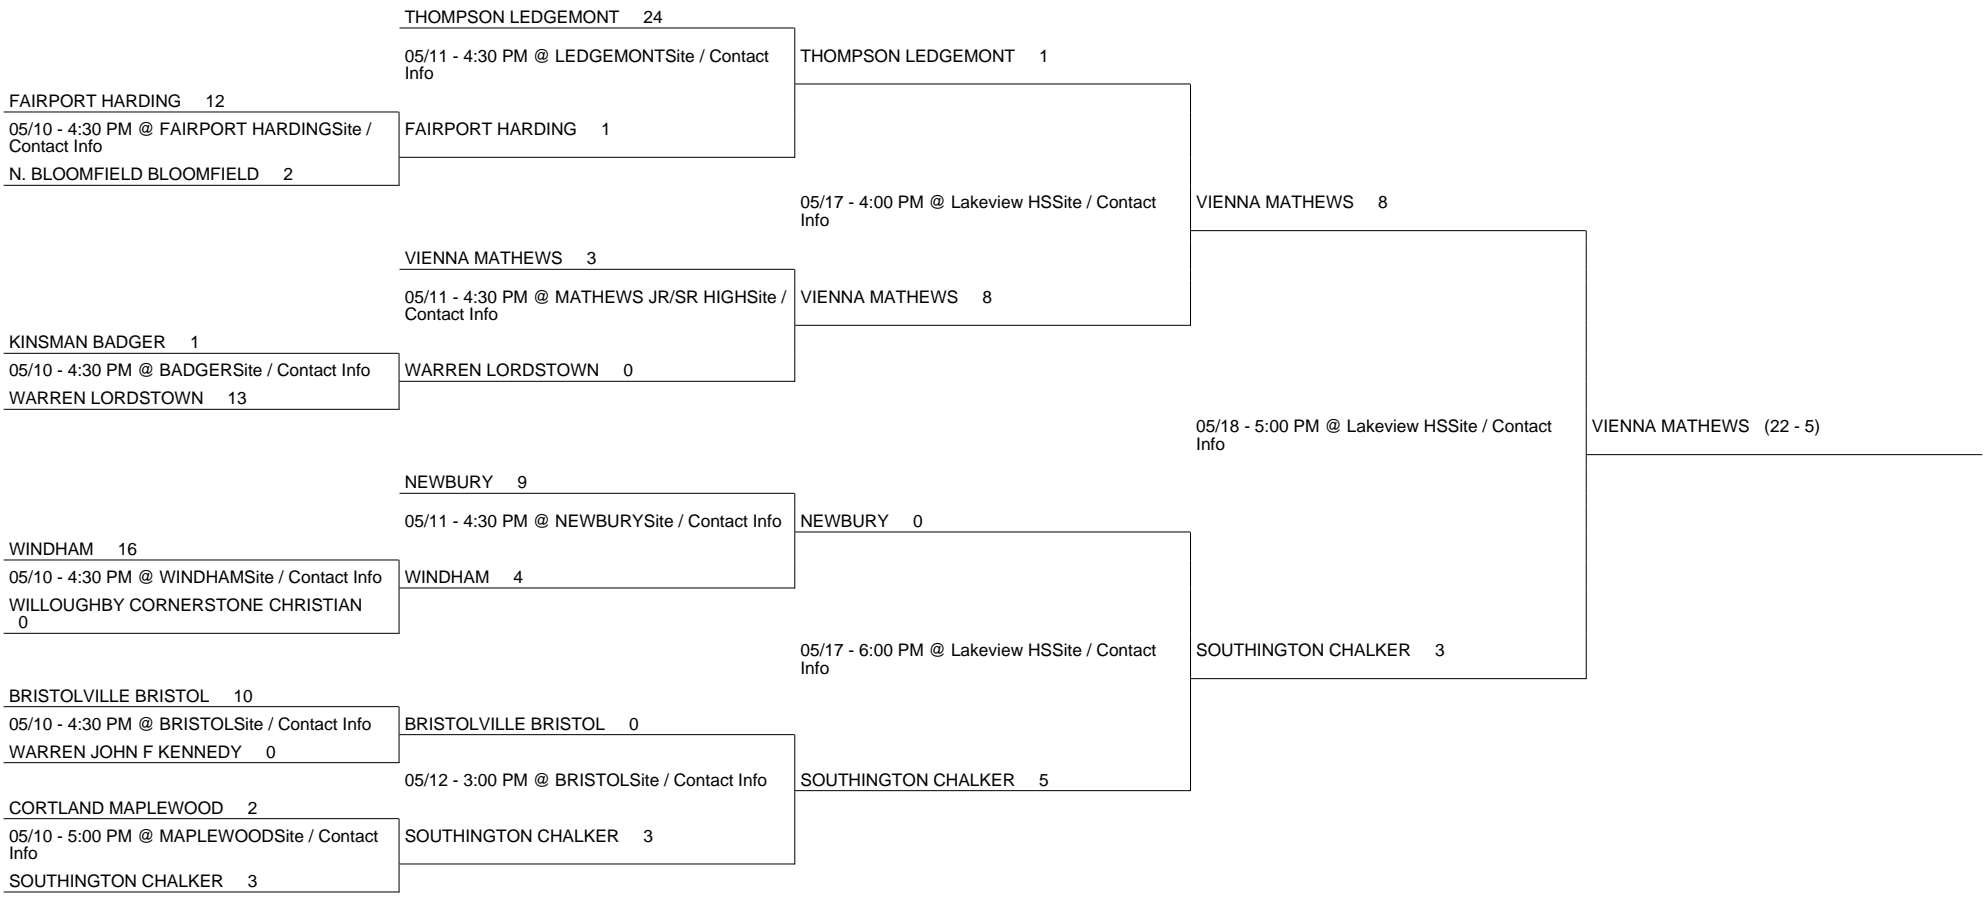 THOMPSON LEDGEMONT 24
05/11 - 4:30 PM @ LEDGEMONTSite / Contact
Info
THOMPSON LEDGEMONT 1
FAIRPORT HARDING 12
05/10 - 4:30 PM @ FAIRPORT HARDINGSite /
Contact Info
FAIRPORT HARDING 1
N. BLOOMFIELD BLOOMFIELD 2
05/17 - 4:00 PM @ Lakeview HSSite / Contact
Info
VIENNA MATHEWS 8
VIENNA MATHEWS 3
05/11 - 4:30 PM @ MATHEWS JR/SR HIGHSite /
Contact Info
VIENNA MATHEWS 8
KINSMAN BADGER 1
05/10 - 4:30 PM @ BADGERSite / Contact Info
WARREN LORDSTOWN 0
WARREN LORDSTOWN 13
05/18 - 5:00 PM @ Lakeview HSSite / Contact
Info
VIENNA MATHEWS (22 - 5)
NEWBURY 9
05/11 - 4:30 PM @ NEWBURYSite / Contact Info
NEWBURY 0
WINDHAM 16
05/10 - 4:30 PM @ WINDHAMSite / Contact Info
WINDHAM 4
WILLOUGHBY CORNERSTONE CHRISTIAN
0
05/17 - 6:00 PM @ Lakeview HSSite / Contact
Info
SOUTHINGTON CHALKER 3
BRISTOLVILLE BRISTOL 10
05/10 - 4:30 PM @ BRISTOLSite / Contact Info
BRISTOLVILLE BRISTOL 0
WARREN JOHN F KENNEDY 0
05/12 - 3:00 PM @ BRISTOLSite / Contact Info
SOUTHINGTON CHALKER 5
CORTLAND MAPLEWOOD 2
05/10 - 5:00 PM @ MAPLEWOODSite / Contact
Info
SOUTHINGTON CHALKER 3
SOUTHINGTON CHALKER 3